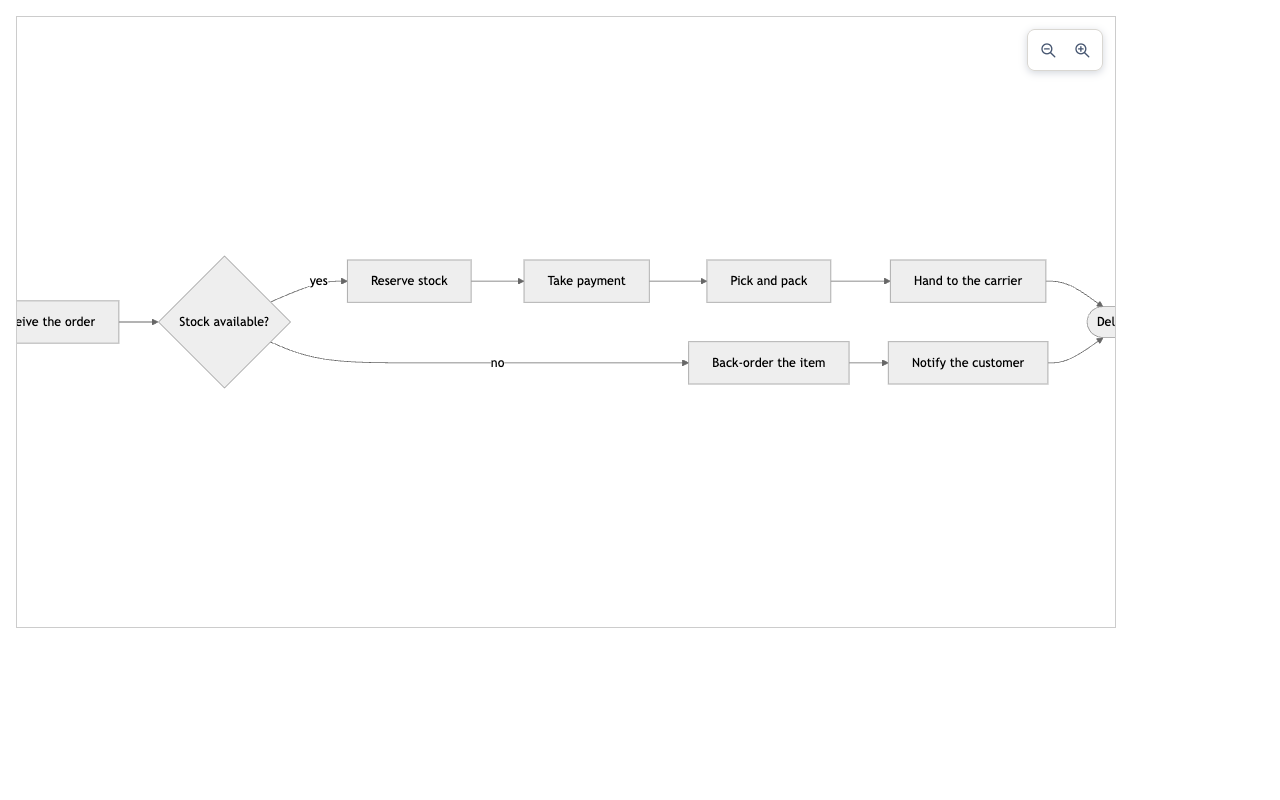 eive the order
Stock available?
yes
Reserve stock
Take payment
Pick and pack
Hand to the carrier
no
Back-order the item
Notify the customer
Del